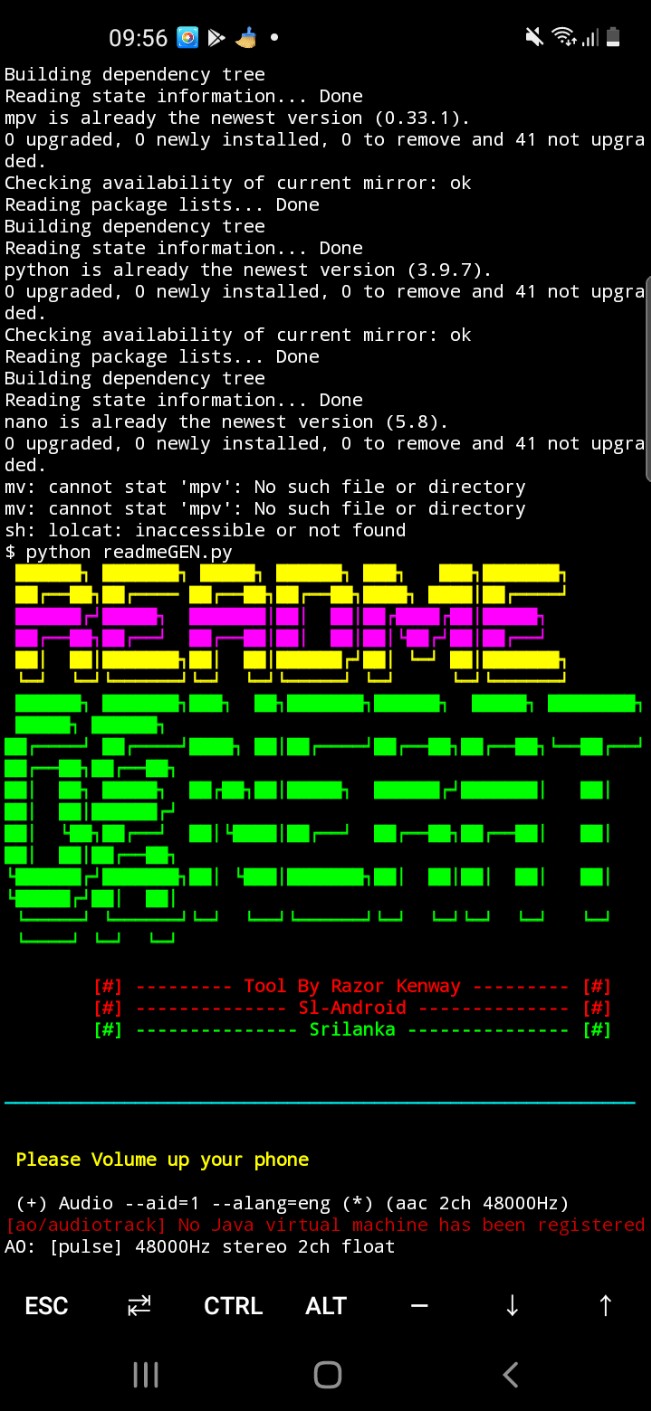 09:56
Building dependency tree
Reading state information... Done
mpv is already the newest version (0.33.1).
0 upgraded, 0 newly installed, 0 to remove and 41 not upgra
ded.
Checking availability of current mirror: ok
Reading package lists... Done
Building dependency tree
Reading state information... Done
python is already the newest version (3.9.7).
0 upgraded, 0 newly installed, 0 to remove and 41 not upgra
ded.
Checking availability of current mirror: ok
Reading package lists... Done
Building dependency tree
Reading state information... Done
nano is already the newest version (5.8).
0 upgraded, 0 newly installed, 0 to remove and 41 not upgra
ded.
mv: cannot stat 'mpv': No such file or directory
mv: cannot stat 'mpv': No such file or directory
sh: lolcat: inaccessible or not found
$ python readmeGEN.py
README
GENERATOR
[#] --------- Tool By Razor Kenway --------- [#]
[#] -------------- Sl-Android -------------- [#]
[#] --------------- Srilanka --------------- [#]
Please Volume up your phone
(+) Audio --aid=1 --alang=eng (*) (aac 2ch 48000Hz)
[ao/audiotrack] No Java virtual machine has been registered
AO: [pulse] 48000Hz stereo 2ch float
ESC ⇄ CTRL ALT — ↓ ↑